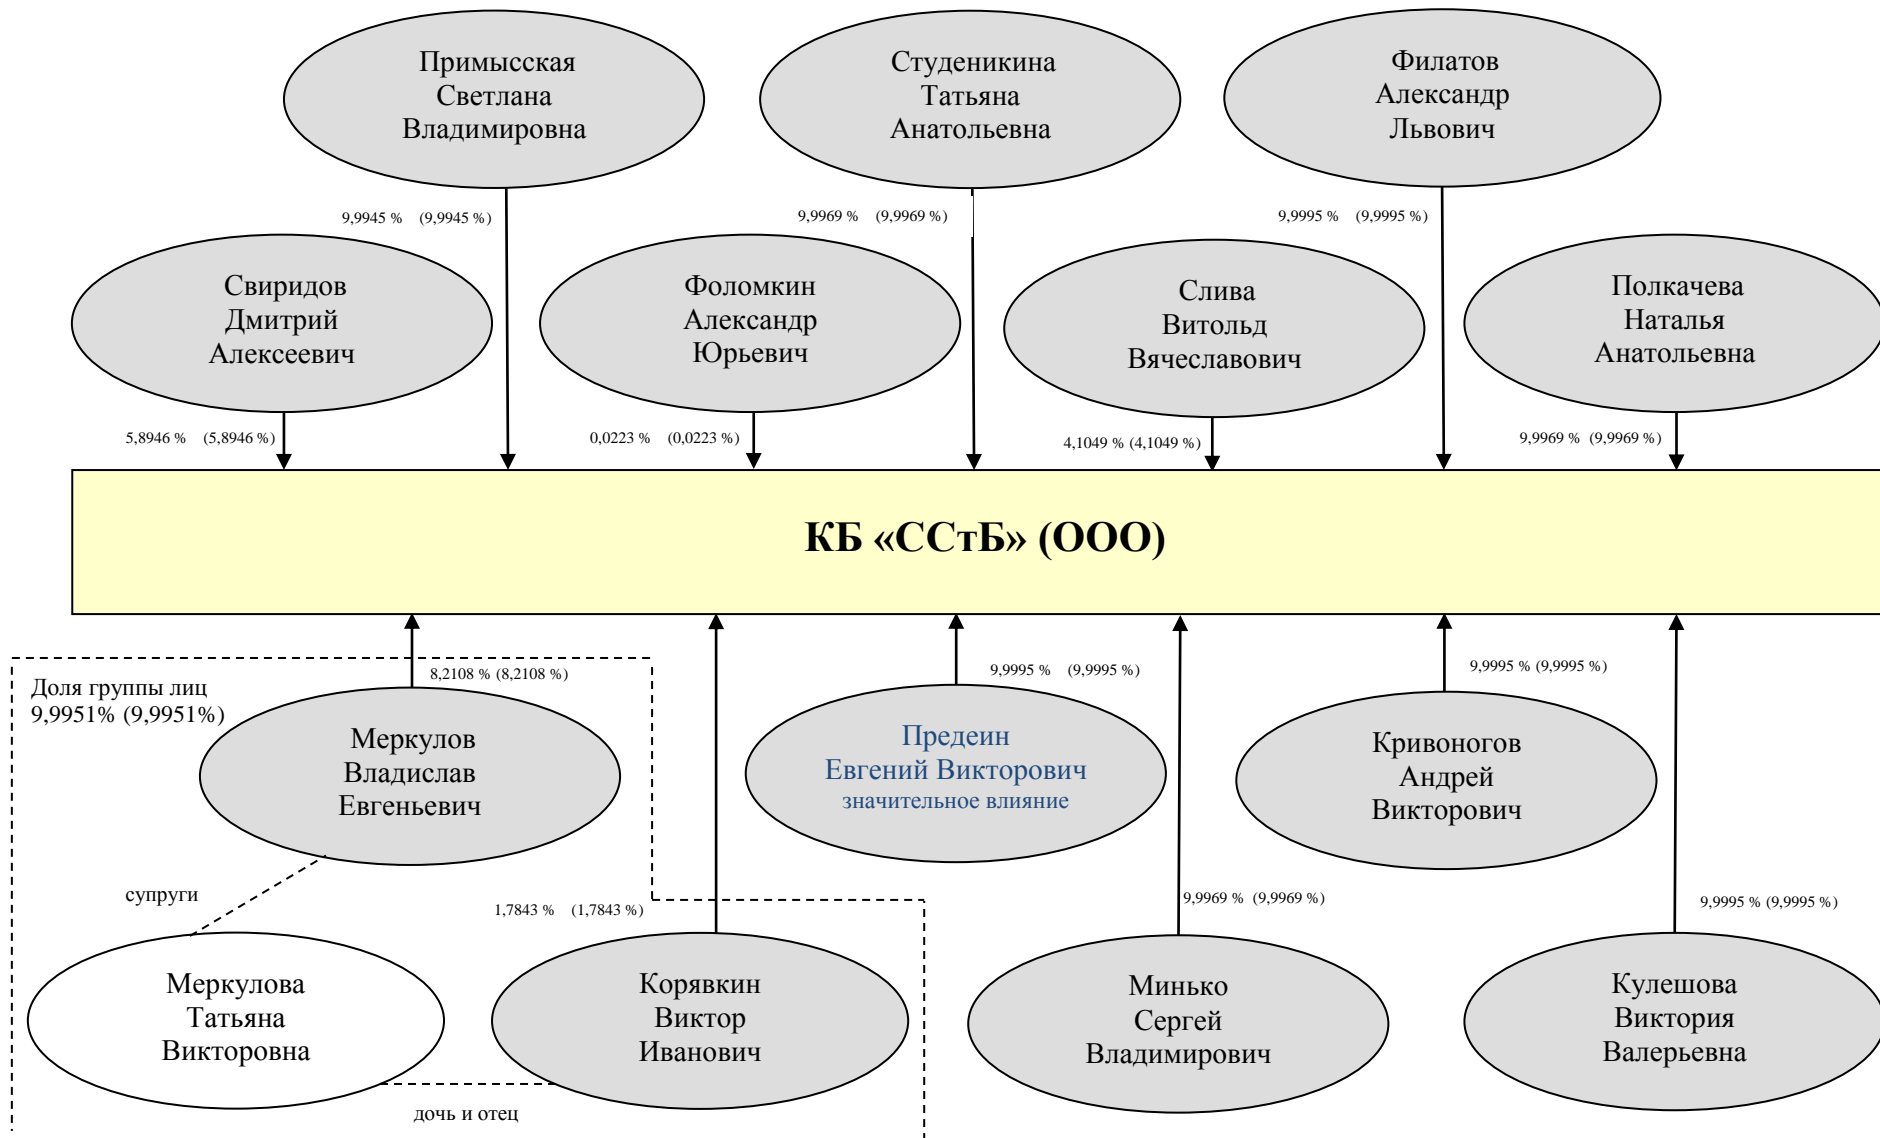 Примысская
Светлана
Владимировна
Студеникина
Татьяна
Анатольевна
Филатов
Александр
Львович
9,9945 % (9,9945 %)
9,9969 % (9,9969 %)
9,9995 % (9,9995 %)
Свиридов
Дмитрий
Алексеевич
Фоломкин
Александр
Юрьевич
Слива
Витольд
Вячеславович
Полкачева
Наталья
Анатольевна
5,8946 % (5,8946 %)
0,0223 % (0,0223 %)
4,1049 % (4,1049 %)
9,9969 % (9,9969 %)
КБ «ССтБ» (ООО)
Доля группы лиц
9,9951% (9,9951%)
8,2108 % (8,2108 %)
9,9995 % (9,9995 %)
9,9995 % (9,9995 %)
Меркулов
Владислав
Евгеньевич
Предеин
Евгений Викторович
значительное влияние
Кривоногов
Андрей
Викторович
супруги
1,7843 % (1,7843 %)
9,9969 % (9,9969 %)
9,9995 % (9,9995 %)
Меркулова
Татьяна
Викторовна
Корявкин
Виктор
Иванович
Минько
Сергей
Владимирович
Кулешова
Виктория
Валерьевна
дочь и отец